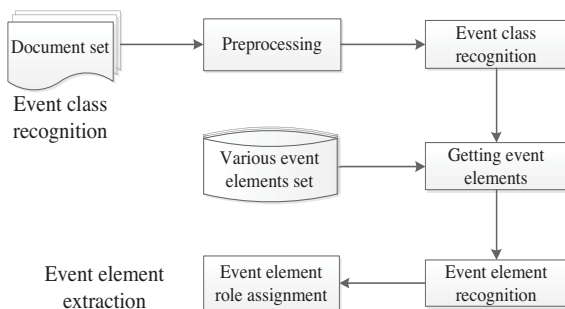 Document set
Preprocessing
Event class
recognition
Event class
recognition
Various event
elements set
Getting event
elements
Event element
extraction
Event element
role assignment
Event element
recognition